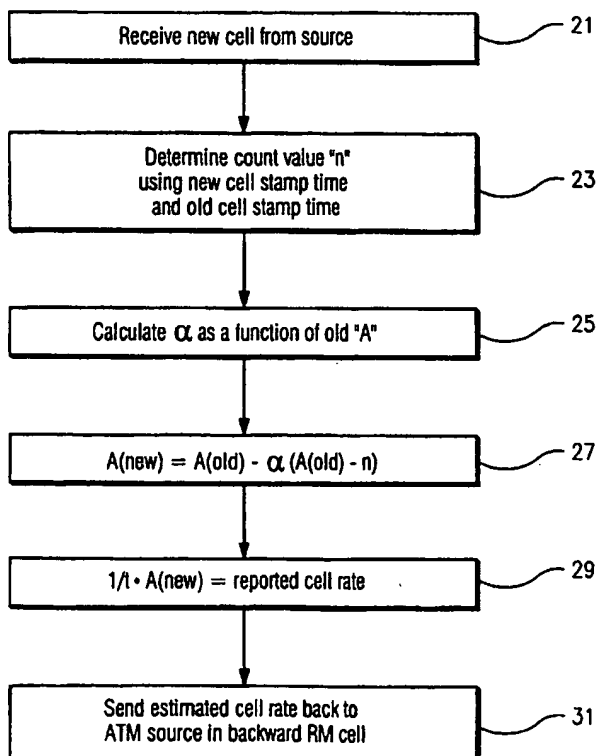 Receive new cell from source
21
Determine count value "n"
using new cell stamp time
and old cell stamp time
23
Calculate α as a function of old "A"
25
A(new) = A(old) - α (A(old) - n)
27
1/t • A(new) = reported cell rate
29
Send estimated cell rate back to
ATM source in backward RM cell
31